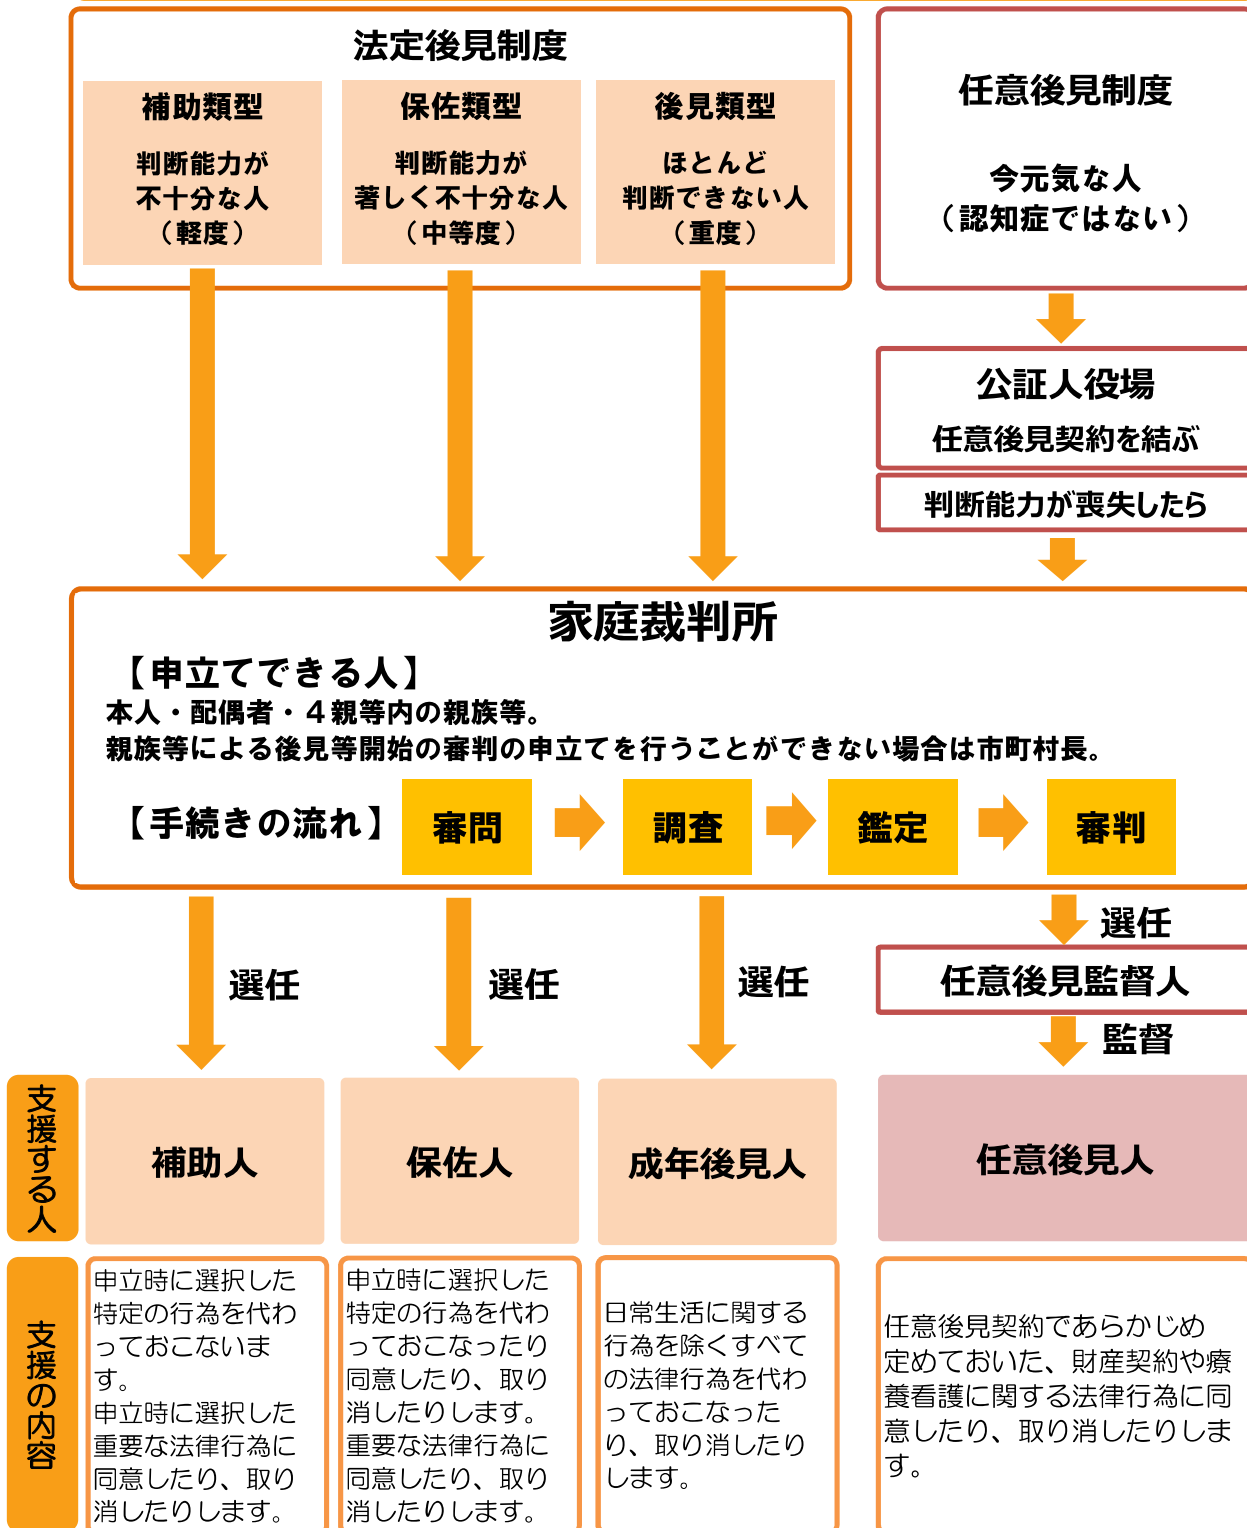 法定後見制度
補助類型
判断能力が
不十分な人
（軽度）
保佐類型
判断能力が
著しく不十分な人
（中等度）
後見類型
ほとんど
判断できない人
（重度）
任意後見制度
今元気な人
（認知症ではない）
公証人役場
任意後見契約を結ぶ
判断能力が喪失したら
家庭裁判所
【申立てできる人】
本人・配偶者・４親等内の親族等。
親族等による後見等開始の審判の申立てを行うことができない場合は市町村長。
【手続きの流れ】
審問
調査
鑑定
審判
選任
選任
選任
選任
任意後見監督人
監督
支援する人
補助人
保佐人
成年後見人
任意後見人
支援の内容
申立時に選択した
特定の行為を代わ
っておこないま
す。
申立時に選択した
重要な法律行為に
同意したり、取り
消したりします。
申立時に選択した
特定の行為を代わ
っておこなったり
同意したり、取り
消したりします。
重要な法律行為に
同意したり、取り
消したりします。
日常生活に関する
行為を除くすべて
の法律行為を代わ
っておこなった
り、取り消したり
します。
任意後見契約であらかじめ
定めておいた、財産契約や療
養看護に関する法律行為に同
意したり、取り消したりしま
す。